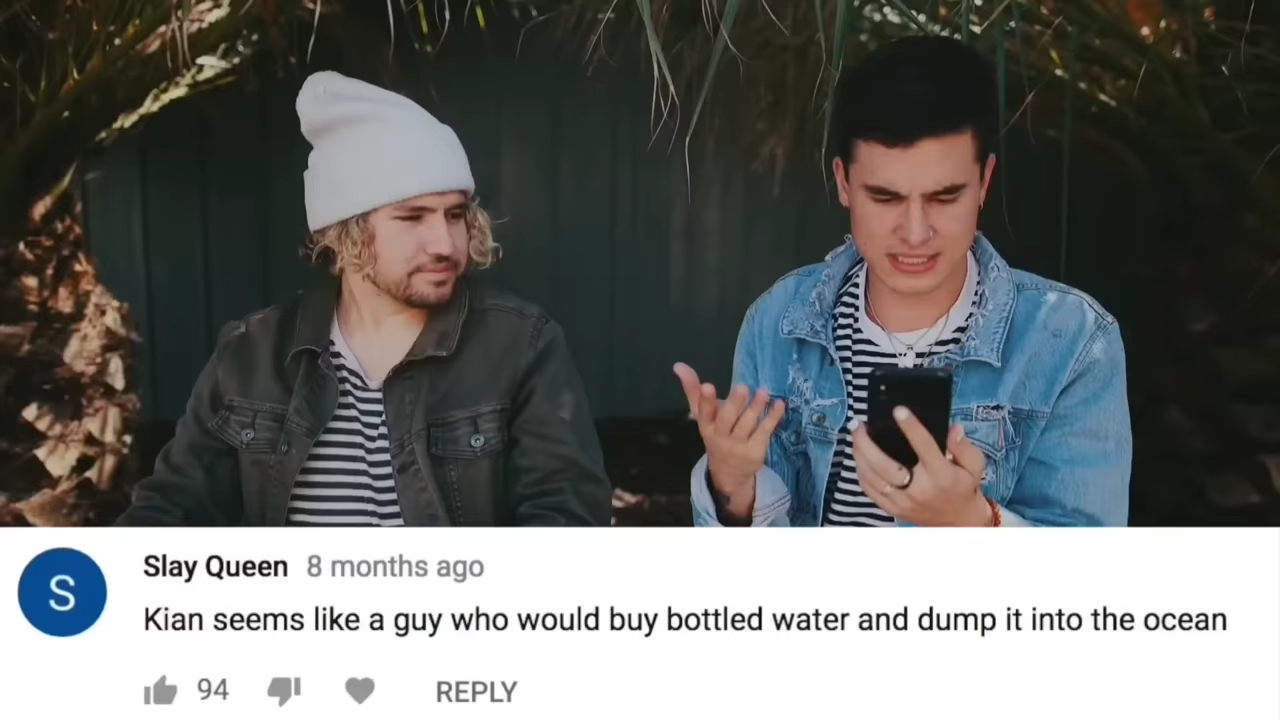 S
Slay Queen 8 months ago
Kian seems like a guy who would buy bottled water and dump it into the ocean
94 REPLY